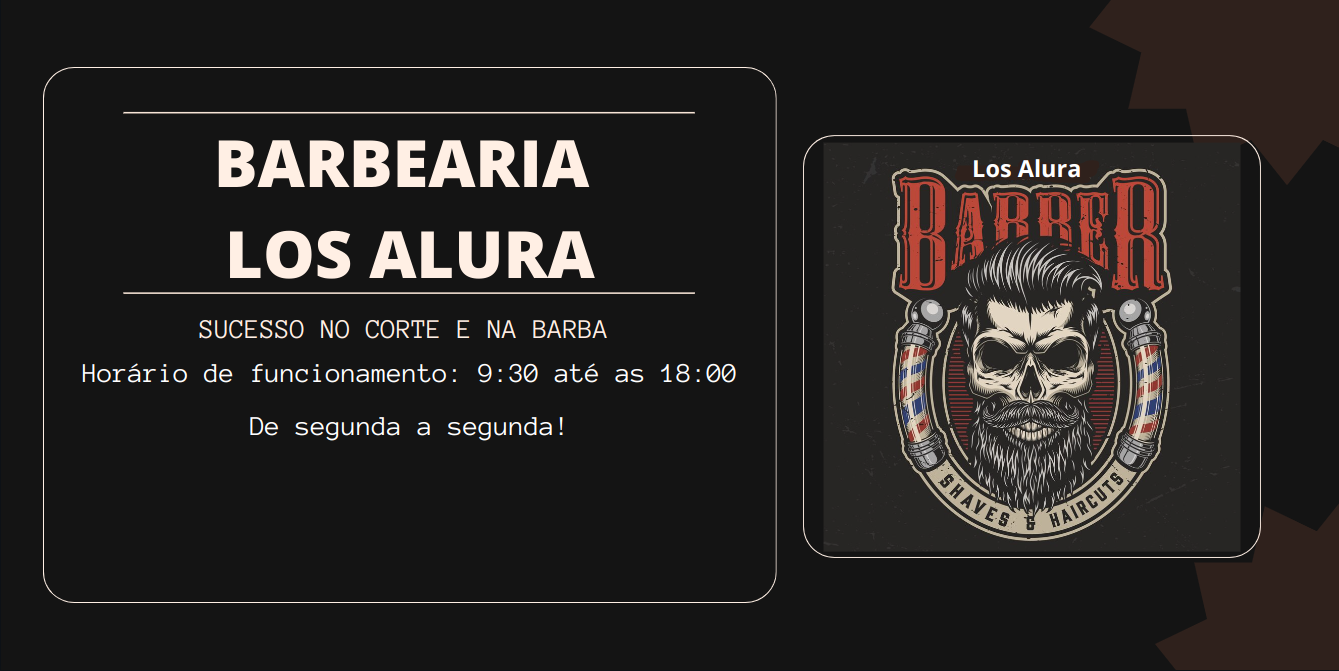 BARBEARIA
LOS ALURA
SUCESSO NO CORTE E NA BARBA
Horário de funcionamento: 9:30 até as 18:00
De segunda a segunda!
Los Alura
BARBER
SHAVES & HAIRCUTS